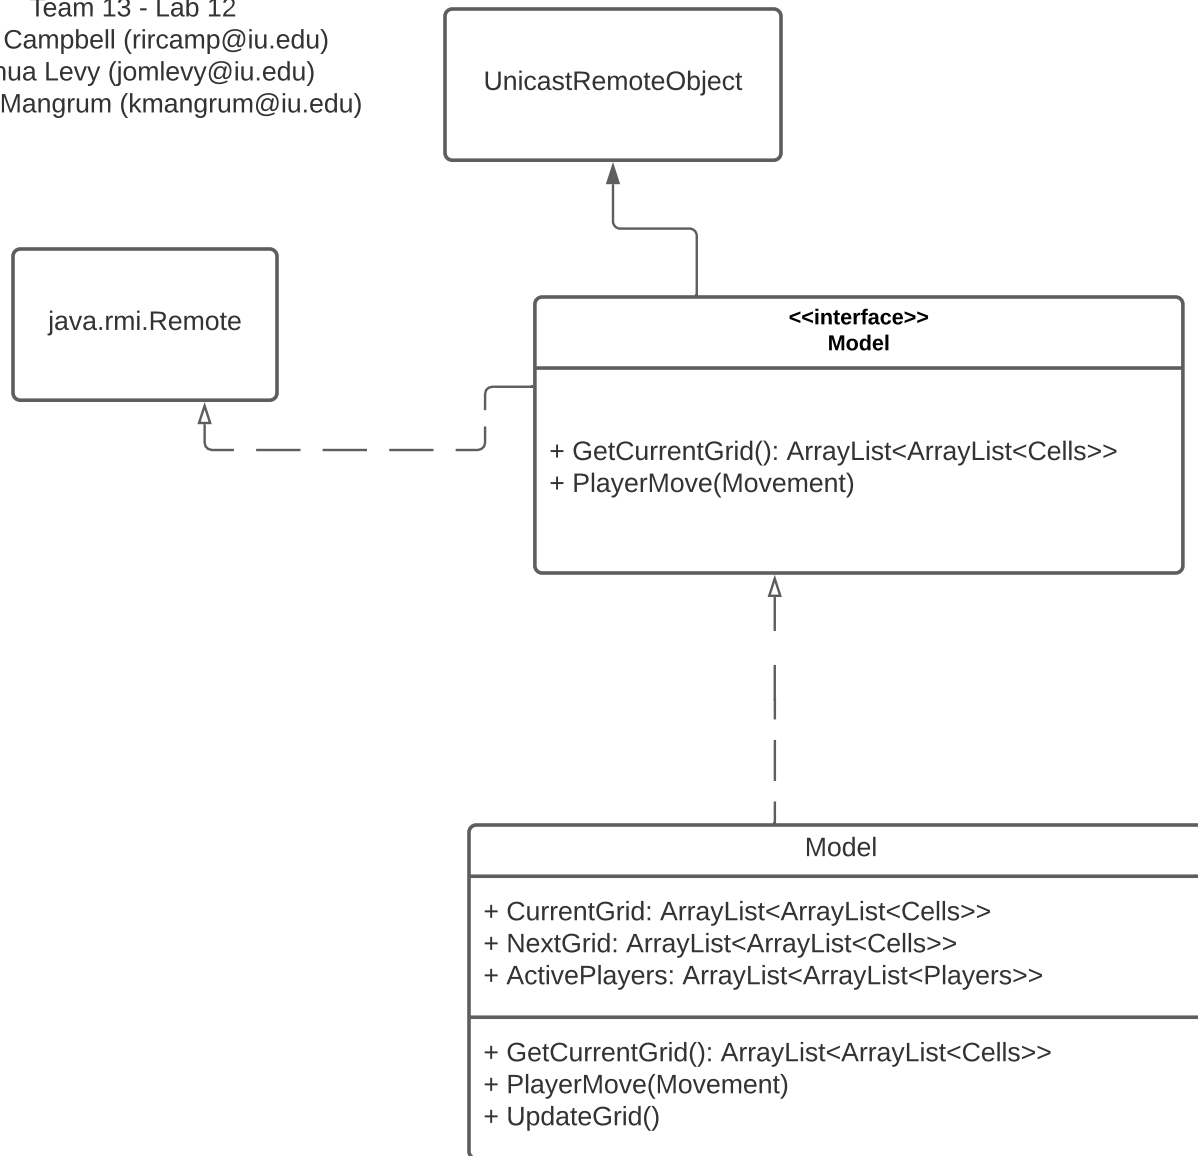 Team 13 - Lab 12
Campbell (rircamp@iu.edu)
Levy (jomlevy@iu.edu)
Mangrum (kmangrum@iu.edu)
UnicastRemoteObject
java.rmi.Remote
<<interface>>
Model
+ GetCurrentGrid(): ArrayList<ArrayList<Cells>>
+ PlayerMove(Movement)
Model
+ CurrentGrid: ArrayList<ArrayList<Cells>>
+ NextGrid: ArrayList<ArrayList<Cells>>
+ ActivePlayers: ArrayList<ArrayList<Players>>
+ GetCurrentGrid(): ArrayList<ArrayList<Cells>>
+ PlayerMove(Movement)
+ UpdateGrid()